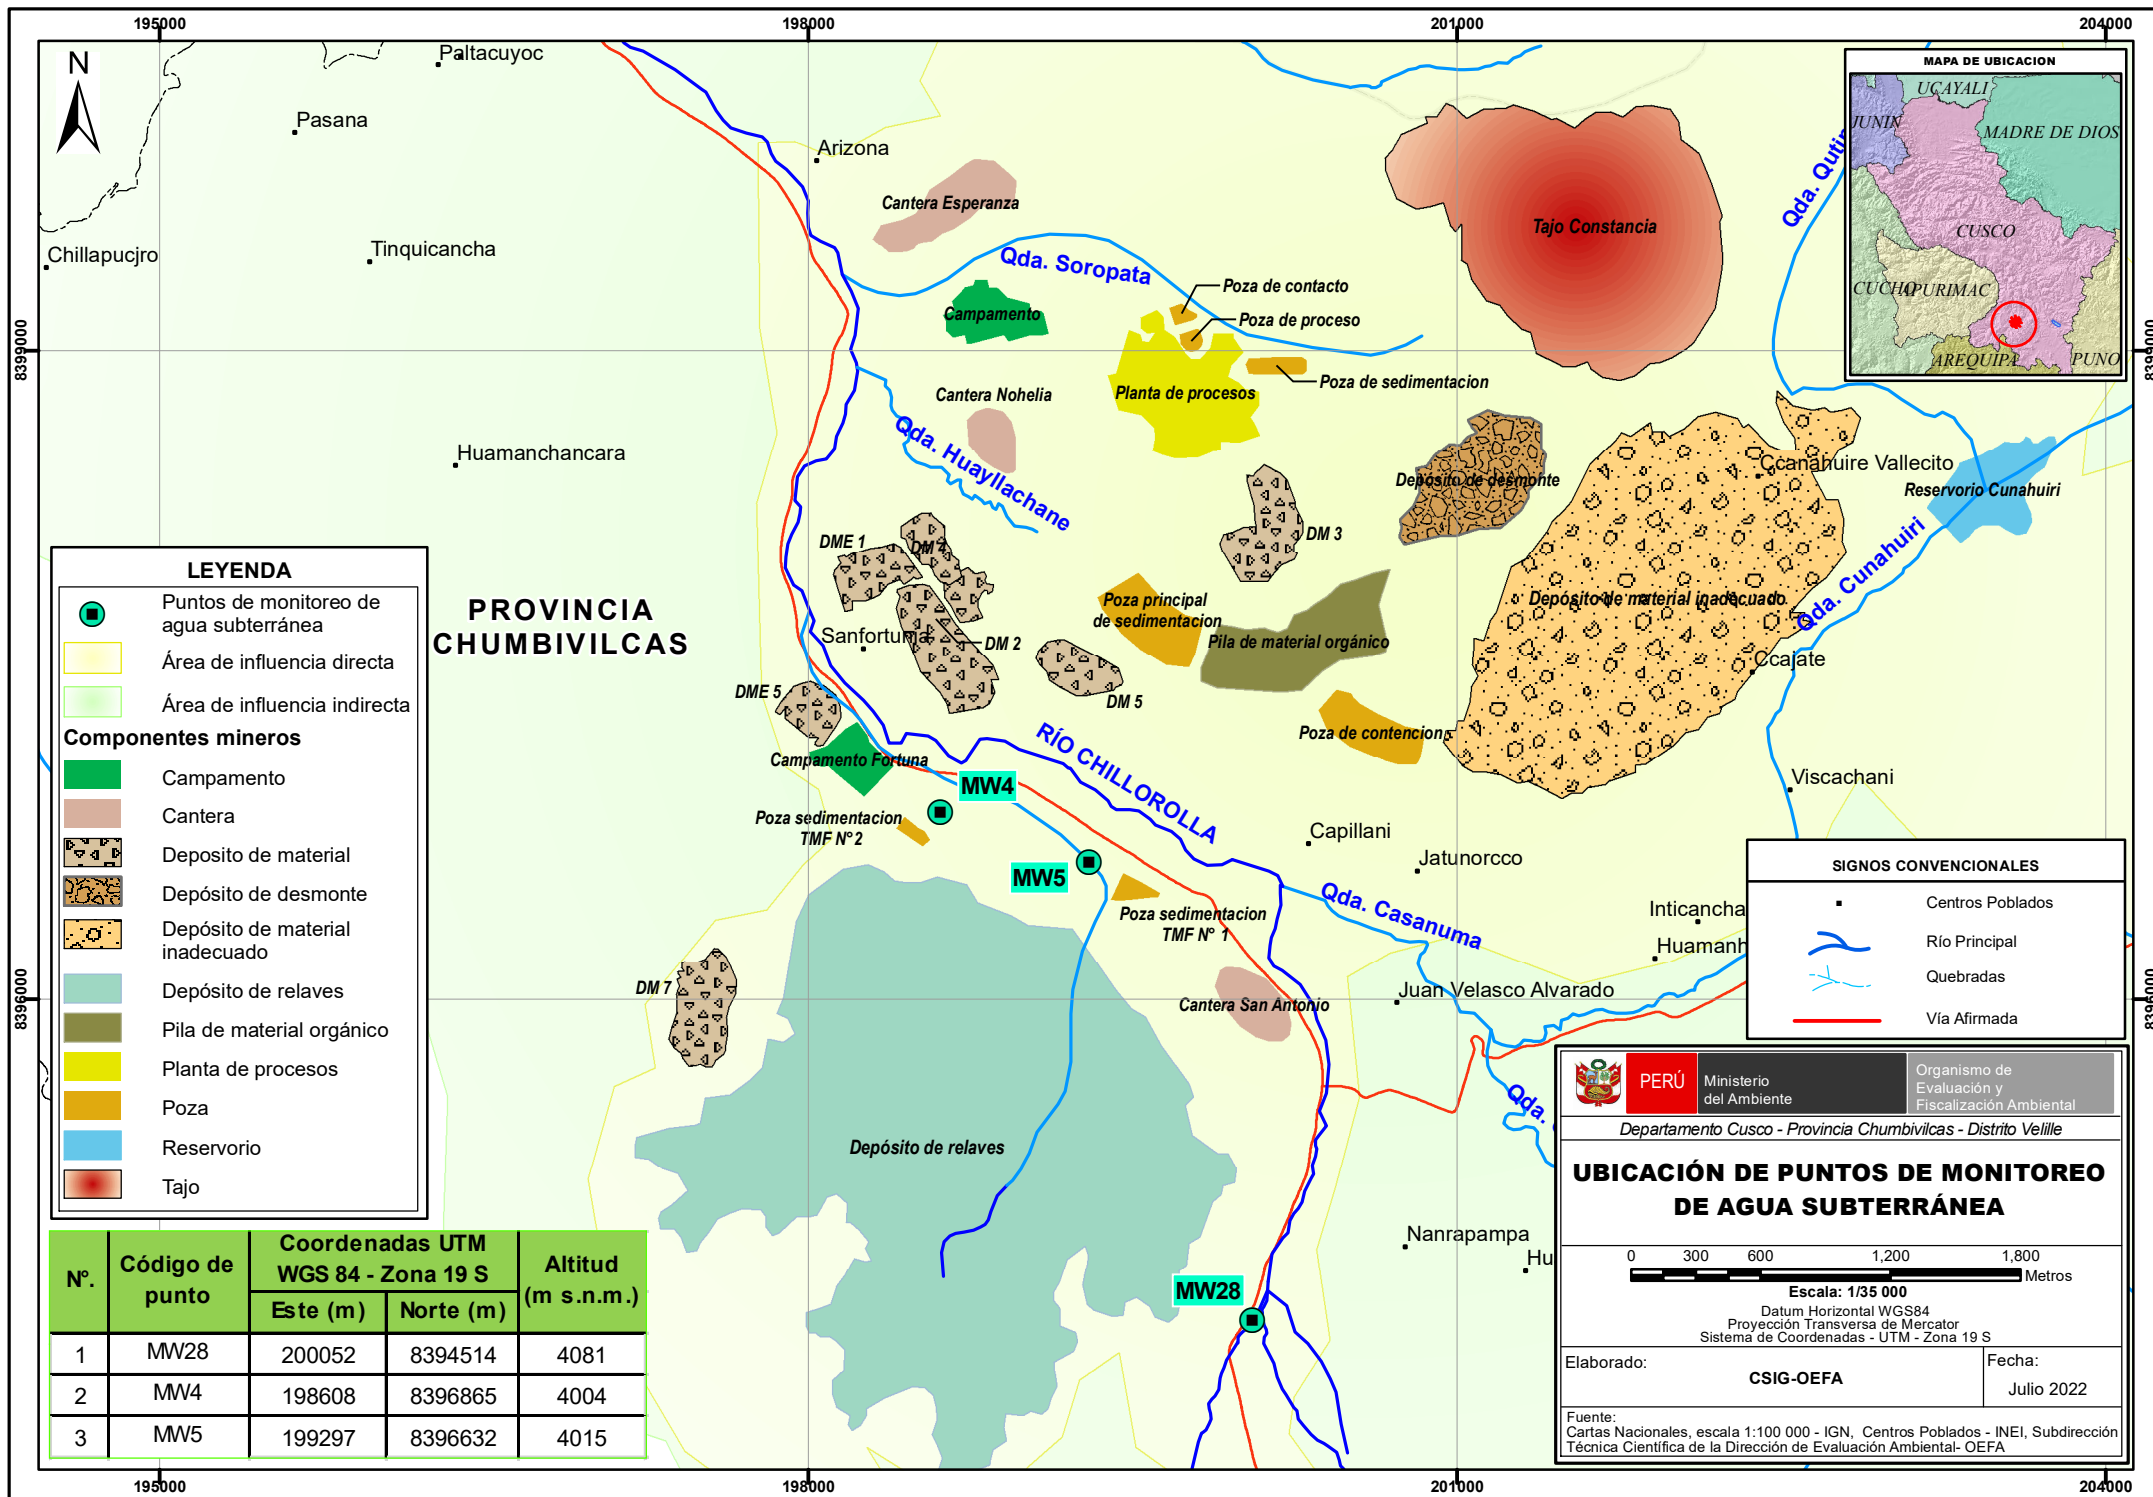 195000
198000
201000
204000
N
Paltacuyoc
Pasana
Arizona
Chillapucjro
Tinquicancha
Cantera Esperanza
Qda. Soropata
Poza de contacto
Campamento
Poza de proceso
Tajo Constancia
MAPA DE UBICACION
UCAYALI
JUNIN
MADRE DE DIOS
CUSCO
APURIMAC
AREQUIPA
PUNO
8399000
8399000
Cantera Nohelia
Planta de procesos
Poza de sedimentacion
Qda. Huayllachane
Huamanchancara
Depósito de desmonte
Ccanahuire Vallecito
Reservorio Cunahuiri
DME 1
DM 4
DM 3
Qda. Cunahuiri
PROVINCIA
CHUMBIVILCAS
Sanfortuna
DM 2
Poza principal
de sedimentacion
Pila de material orgánico
Depósito de material inadecuado
Ccajate
DME 5
DM 5
RÍO CHILLOROLLA
Poza de contencion
Campamento Fortuna
MW4
Viscachani
Poza sedimentacion
TMF N° 2
Capillani
MW5
Jatunorcco
Poza sedimentacion
TMF N° 1
Qda. Casanuma
Inticancha
DM 7
Cantera San Antonio
Juan Velasco Alvarado
8396000
8396000
Depósito de relaves
Qda.
Nanrapampa
MW28
LEYENDA
Puntos de monitoreo de
agua subterránea
Área de influencia directa
Área de influencia indirecta
Componentes mineros
Campamento
Cantera
Deposito de material
Depósito de desmonte
Depósito de material
inadecuado
Depósito de relaves
Pila de material orgánico
Planta de procesos
Poza
Reservorio
Tajo
SIGNOS CONVENCIONALES
Centros Poblados
Río Principal
Quebradas
Vía Afirmada
N°. Código de punto Coordenadas UTM WGS 84 - Zona 19 S Altitud (m s.n.m.)
Este (m) Norte (m)
1 MW28 200052 8394514 4081
2 MW4 198608 8396865 4004
3 MW5 199297 8396632 4015
PERÚ
Ministerio
del Ambiente
Organismo de
Evaluación y
Fiscalización Ambiental
Departamento Cusco - Provincia Chumbivilcas - Distrito Velille
UBICACIÓN DE PUNTOS DE MONITOREO
DE AGUA SUBTERRÁNEA
0 300 600 1,200 1,800
Metros
Escala: 1/35 000
Datum Horizontal WGS84
Proyección Transversa de Mercator
Sistema de Coordenadas - UTM - Zona 19 S
Elaborado:
CSIG-OEFA
Fecha:
Julio 2022
Fuente:
Cartas Nacionales, escala 1:100 000 - IGN, Centros Poblados - INEI, Subdirección
Técnica Científica de la Dirección de Evaluación Ambiental- OEFA
195000
198000
201000
204000